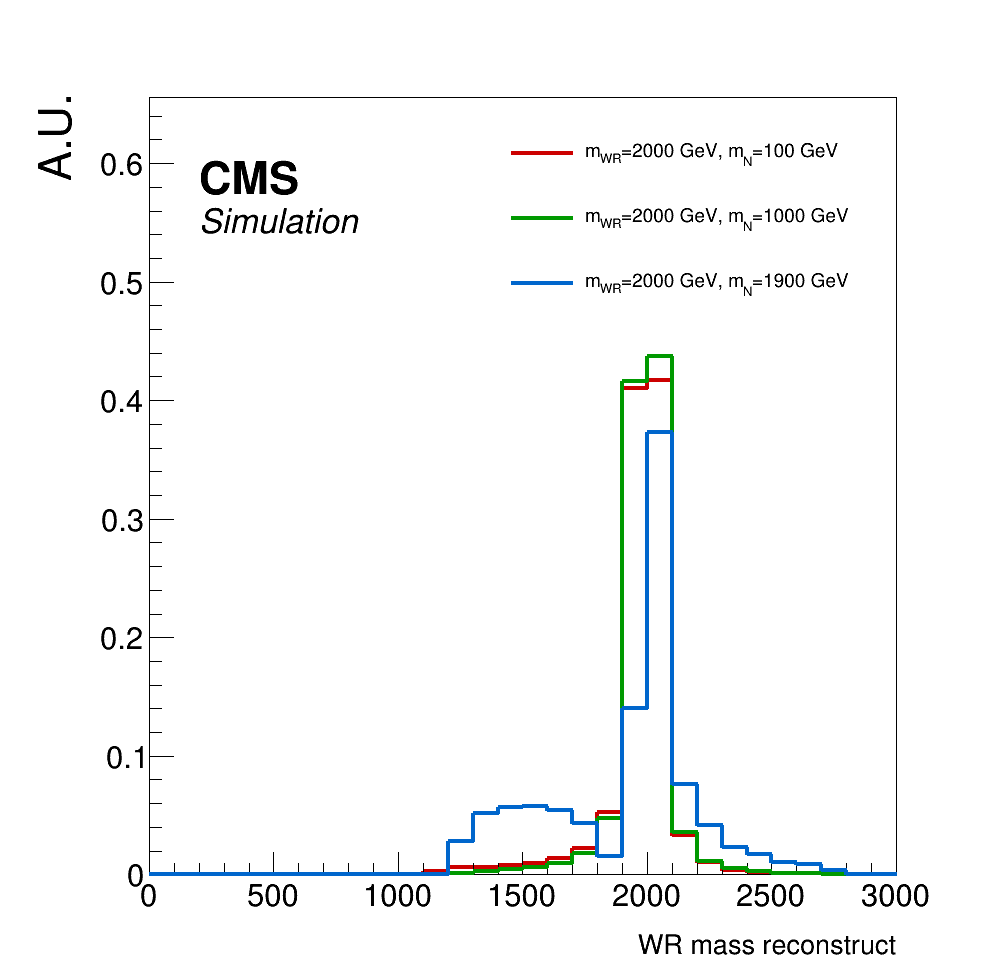 A.U.
CMS
Simulation
m_WR=2000 GeV, m_N=100 GeV
m_WR=2000 GeV, m_N=1000 GeV
m_WR=2000 GeV, m_N=1900 GeV
0.6
0.5
0.4
0.3
0.2
0.1
0
0 500 1000 1500 2000 2500 3000
WR mass reconstruct